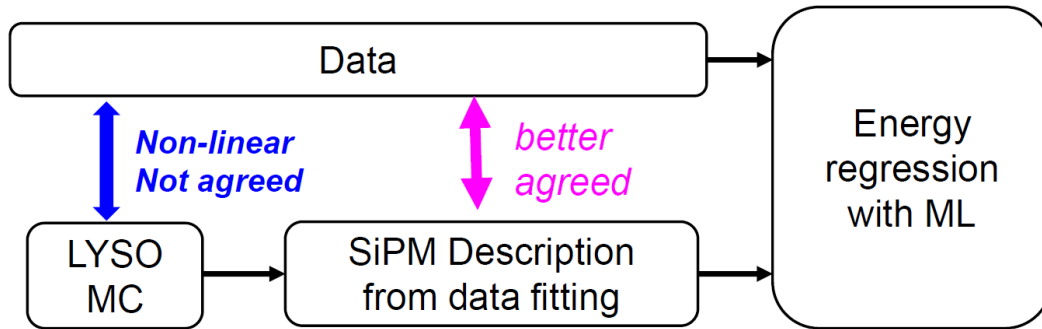 Data
Non-linear
Not agreed
better
agreed
Energy
regression
with ML
LYSO
MC
SiPM Description
from data fitting